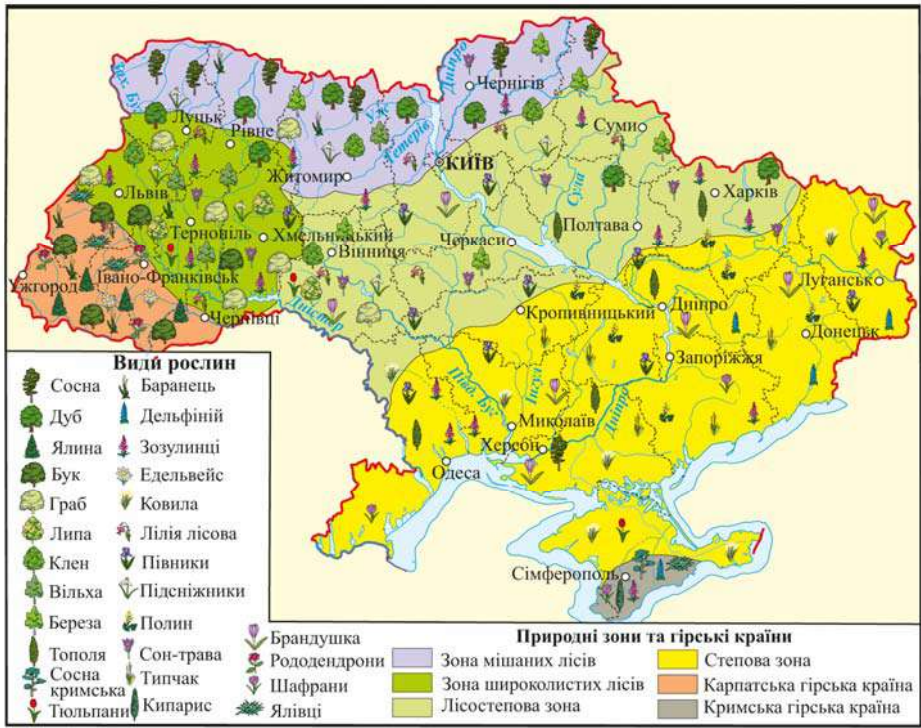 Зах. Буг
Дніпро
Чернігів
Луцьк
Рівне
Уж
Тетерів
КИЇВ
Суми
Житомир
Львів
Сула
Харків
Тернопіль
Хмельницький
Вінниця
Черкаси
Полтава
Ужгород
Івано-Франківськ
Чернівці
Дністер
Луганськ
Кропивницький
Дніпро
Донецьк
Запоріжжя
Півд. Буг
Інгул
Дніпро
Миколаїв
Херсон
Одеса
Сімферополь
Види рослин
Сосна
Дуб
Ялина
Бук
Граб
Липа
Клен
Вільха
Береза
Тополя
Сосна
кримська
Тюльпани
Баранець
Дельфіній
Зозулинці
Едельвейс
Ковила
Лілія лісова
Півники
Підсніжники
Полин
Сон-трава
Типчак
Кипарис
Брандушка
Рододендрони
Шафрани
Ялівці
Природні зони та гірські країни
Зона мішаних лісів
Зона широколистих лісів
Лісостепова зона
Степова зона
Карпатська гірська країна
Кримська гірська країна